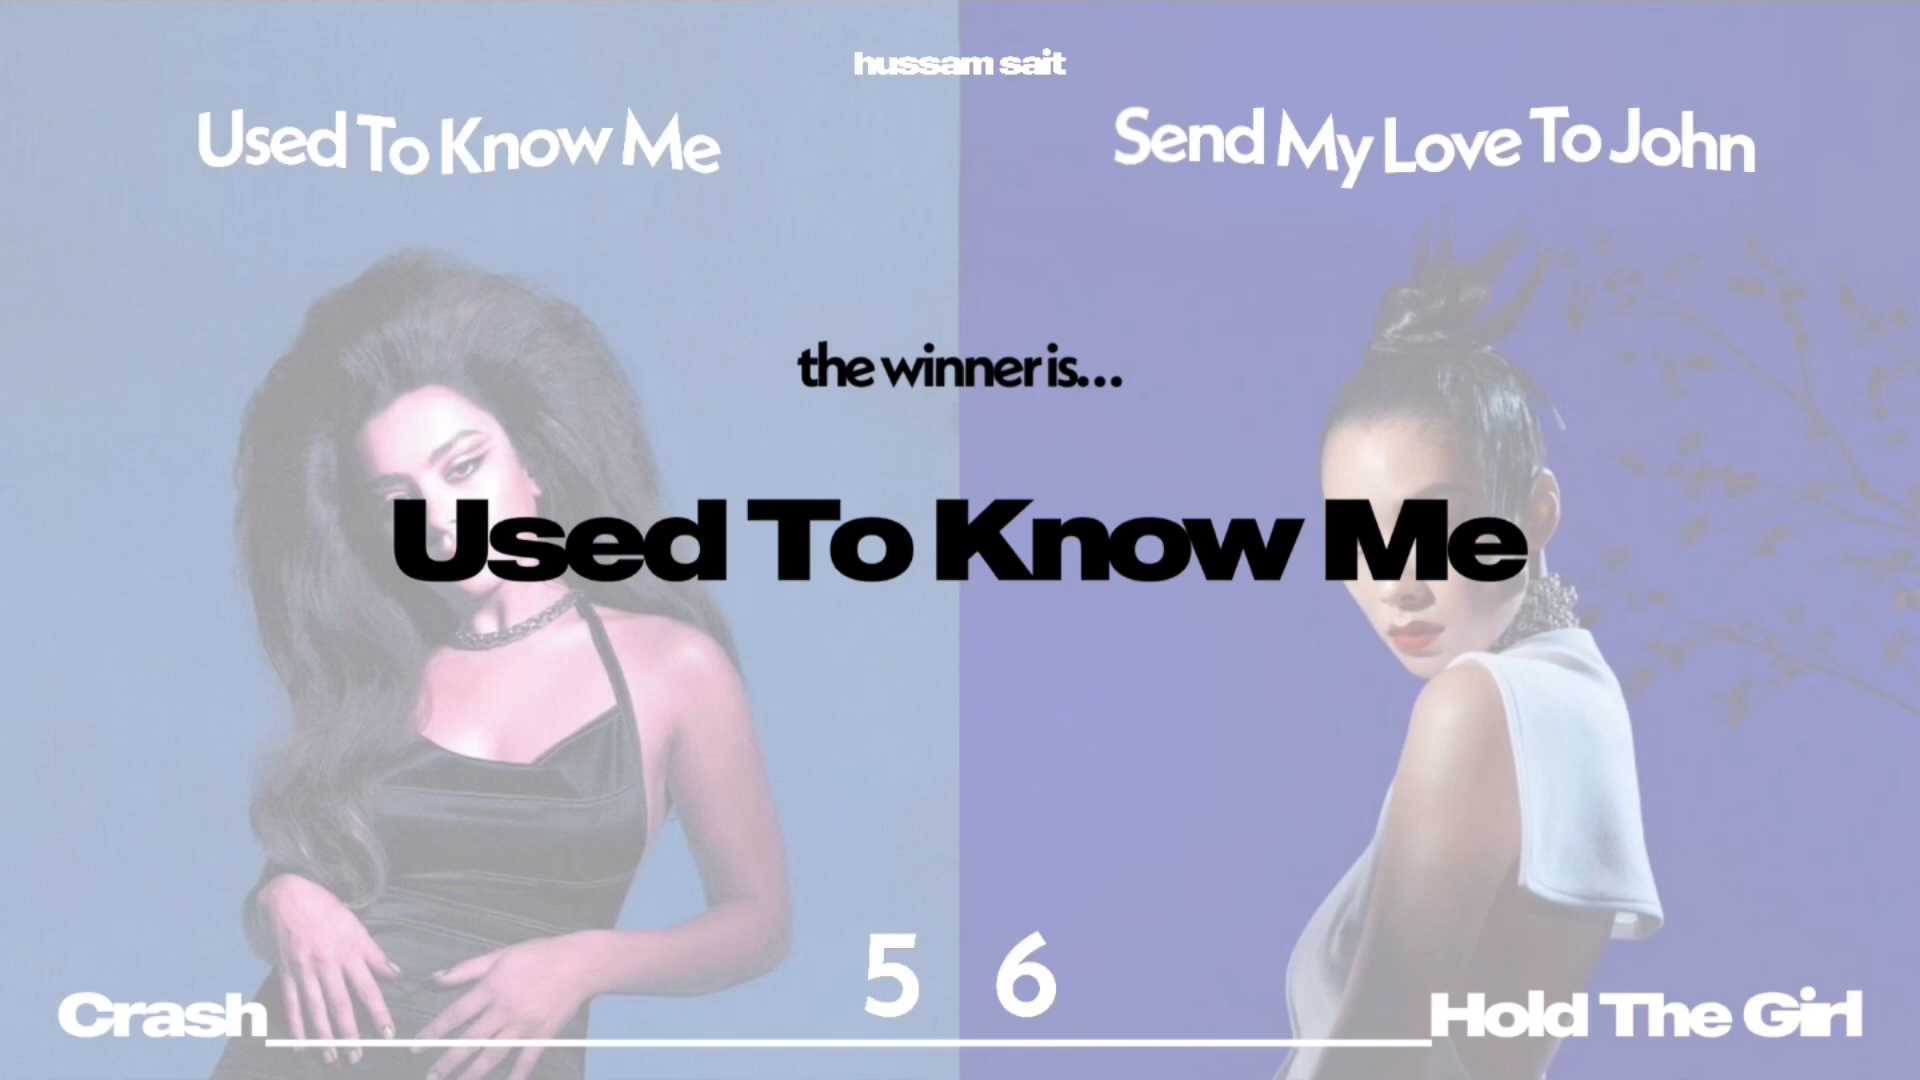 hussam sait
Used To Know Me
Send My Love To John
the winner is...
Used To Know Me
5 6
Crash
Hold The Girl